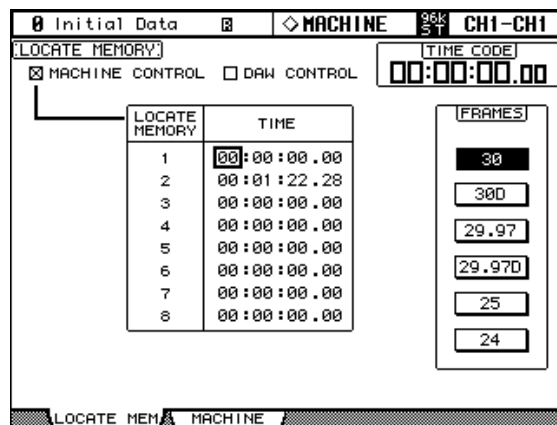 0 Initial Data R ◇MACHINE 96K ST CH1-CH1
LOCATE MEMORY
TIME CODE
00:00:00.00
☒ MACHINE CONTROL ☐ DAW CONTROL
LOCATE MEMORY TIME
1 00:00:00.00
2 00:01:22.28
3 00:00:00.00
4 00:00:00.00
5 00:00:00.00
6 00:00:00.00
7 00:00:00.00
8 00:00:00.00
FRAMES
30
30D
29.97
29.97D
25
24
LOCATE MEM MACHINE